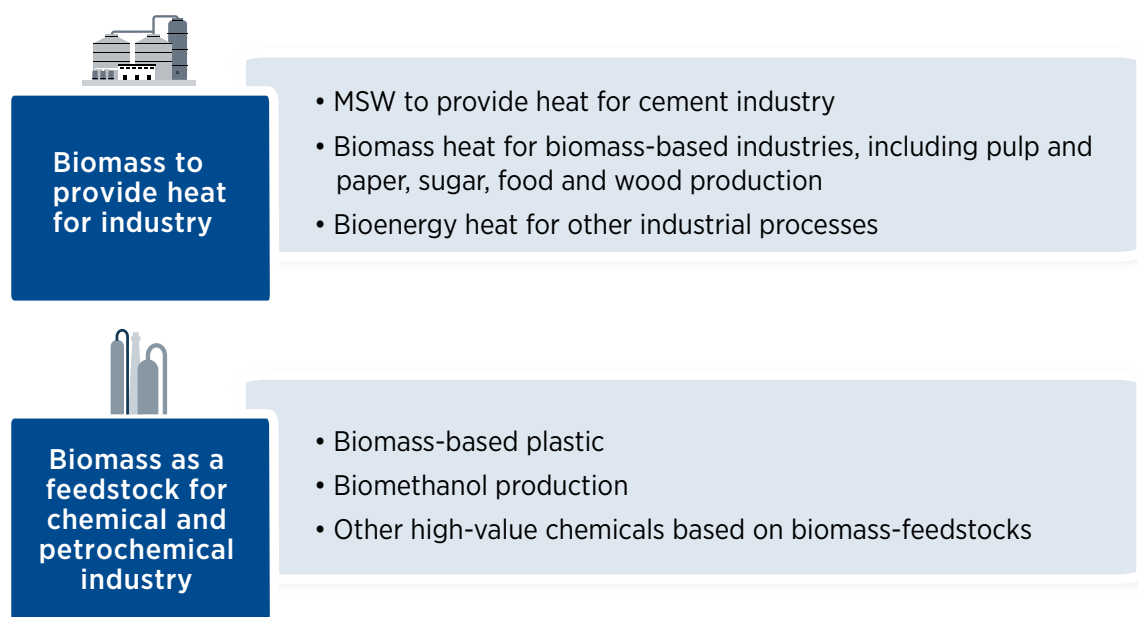 Biomass to
provide heat
for industry
• MSW to provide heat for cement industry
• Biomass heat for biomass-based industries, including pulp and
paper, sugar, food and wood production
• Bioenergy heat for other industrial processes
Biomass as a
feedstock for
chemical and
petrochemical
industry
• Biomass-based plastic
• Biomethanol production
• Other high-value chemicals based on biomass-feedstocks